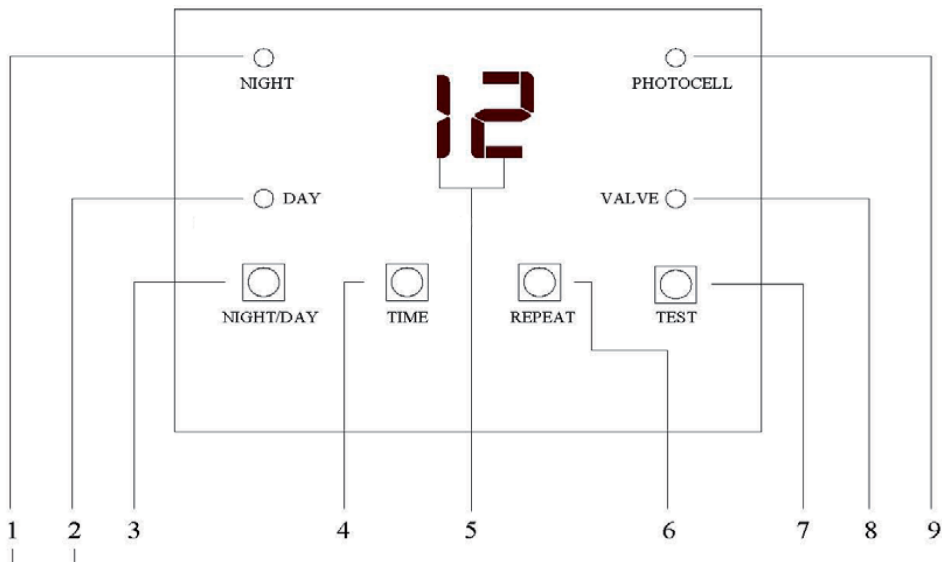 NIGHT
PHOTOCELL
12
DAY
VALVE
NIGHT/DAY
TIME
REPEAT
TEST
1 2 3 4 5 6 7 8 9